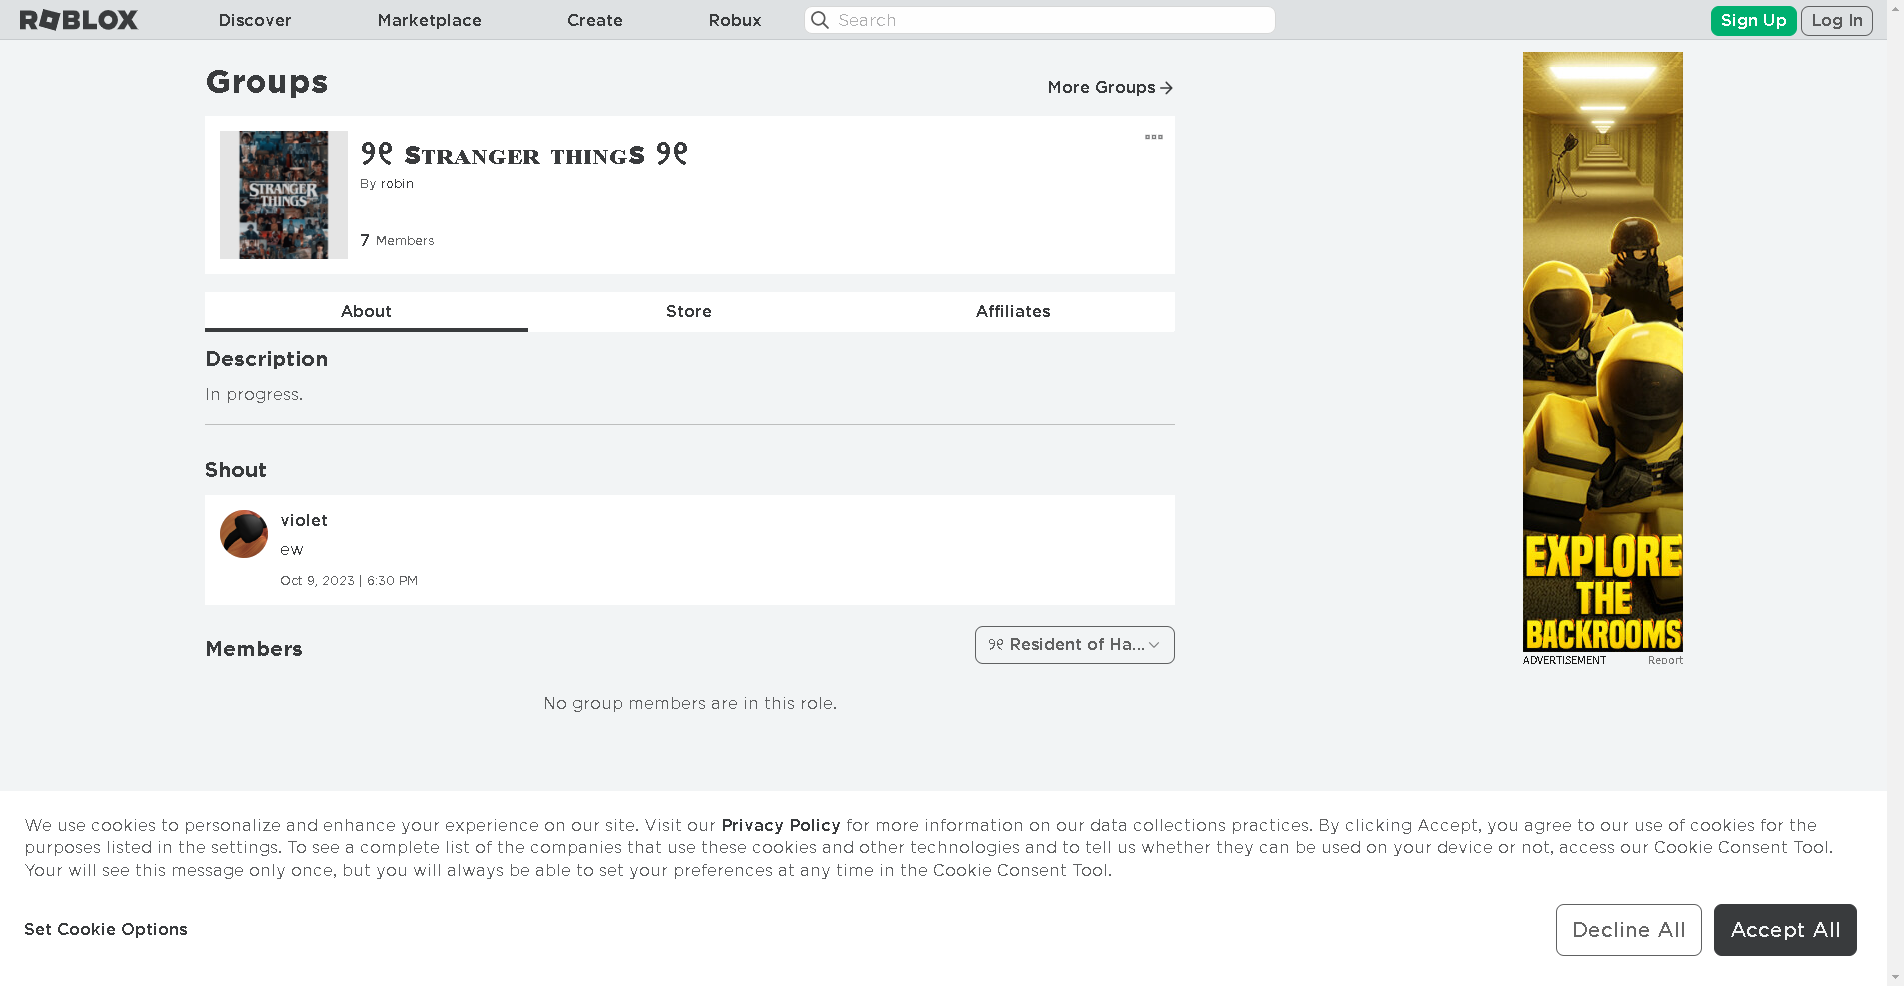 ROBLOX
Discover
Marketplace
Create
Robux
Search
Sign Up
Log In
Groups
More Groups
STRANGER THINGS
୨୧ Sᴛʀᴀɴɢᴇʀ ᴛʜɪɴɢS ୨୧
By robin
7 Members
About
Store
Affiliates
Description
In progress.
Shout
violet
ew
Oct 9, 2023 | 6:30 PM
Members
୨୧ Resident of Ha...
No group members are in this role.
EXPLORE
THE
BACKROOMS
ADVERTISEMENT
Report
We use cookies to personalize and enhance your experience on our site. Visit our Privacy Policy for more information on our data collections practices. By clicking Accept, you agree to our use of cookies for the
purposes listed in the settings. To see a complete list of the companies that use these cookies and other technologies and to tell us whether they can be used on your device or not, access our Cookie Consent Tool.
Your will see this message only once, but you will always be able to set your preferences at any time in the Cookie Consent Tool.
Set Cookie Options
Decline All
Accept All